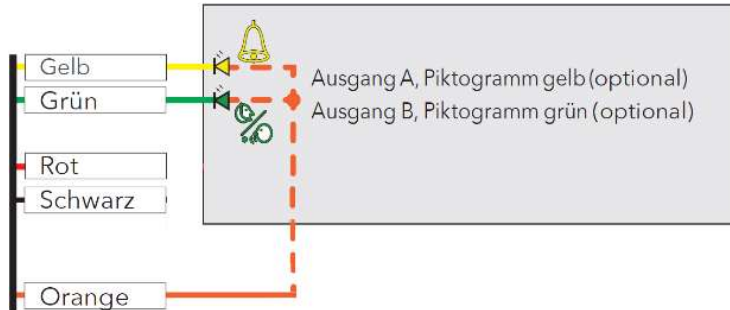 Gelb
Grün
Rot
Schwarz
Orange
Ausgang A, Piktogramm gelb (optional)
Ausgang B, Piktogramm grün (optional)